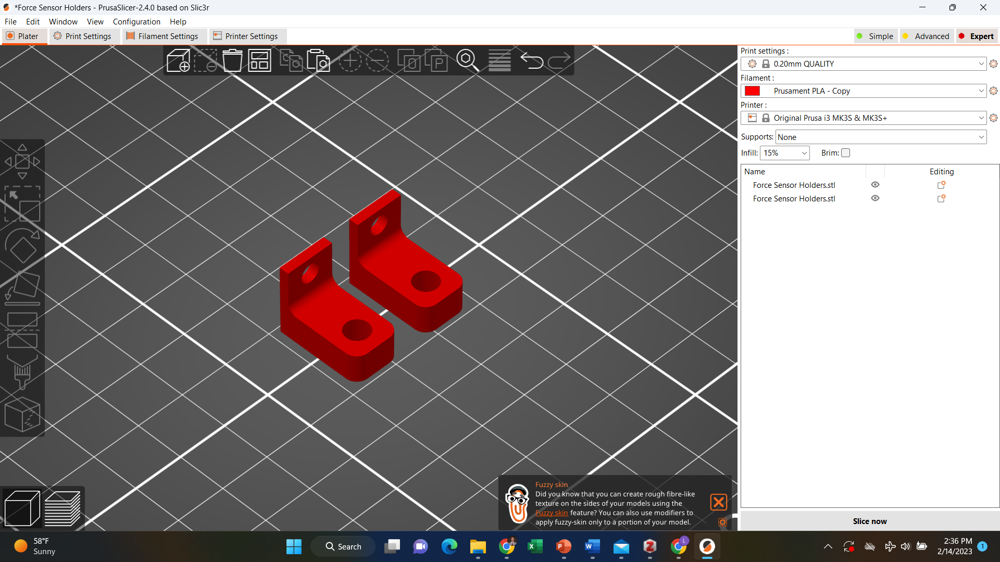 *Force Sensor Holders - PrusaSlicer-2.4.0 based on Slic3r
File Edit Window View Configuration Help
Plater Print Settings Filament Settings Printer Settings Simple Advanced Expert
Print settings :
0.20mm QUALITY
Filament :
Prusament PLA - Copy
Printer :
Original Prusa i3 MK3S & MK3S+
Supports: None
Infill: 15% Brim:
Name Editing
Force Sensor Holders.stl
Force Sensor Holders.stl
Fuzzy skin
Did you know that you can create rough fibre-like
texture on the sides of your models using the
Fuzzy skin feature? You can also use modifiers to
apply fuzzy-skin only to a portion of your model.
Slice now
58°F
Sunny
Search
L
2:36 PM
2/14/2023
1